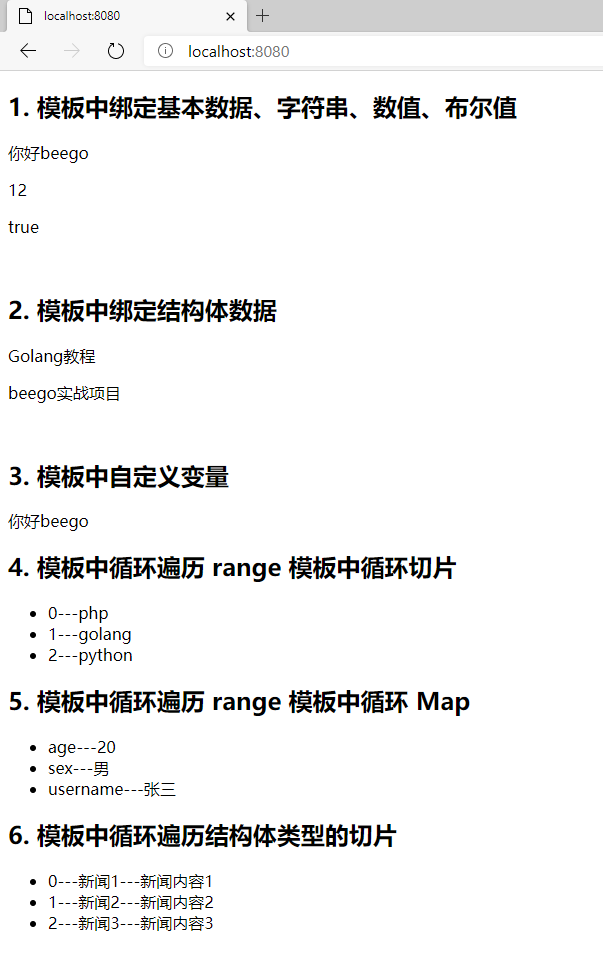 localhost:8080
localhost:8080
1. 模板中绑定基本数据、字符串、数值、布尔值
你好beego
12
true
2. 模板中绑定结构体数据
Golang教程
beego实战项目
3. 模板中自定义变量
你好beego
4. 模板中循环遍历 range 模板中循环切片
0---php
1---golang
2---python
5. 模板中循环遍历 range 模板中循环 Map
age---20
sex---男
username---张三
6. 模板中循环遍历结构体类型的切片
0---新闻1---新闻内容1
1---新闻2---新闻内容2
2---新闻3---新闻内容3